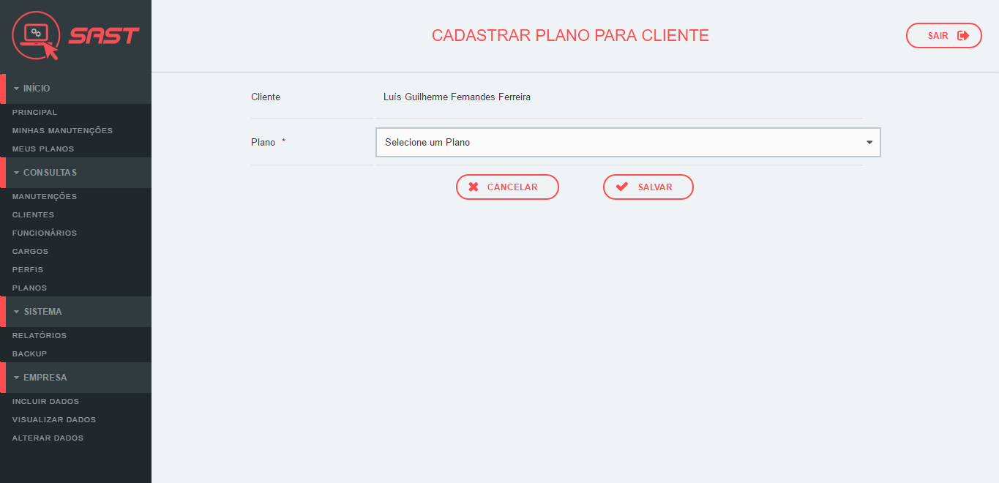 SAST
INÍCIO
PRINCIPAL
MINHAS MANUTENÇÕES
MEUS PLANOS
CONSULTAS
MANUTENÇÕES
CLIENTES
FUNCIONÁRIOS
CARGOS
PERFIS
PLANOS
SISTEMA
RELATÓRIOS
BACKUP
EMPRESA
INCLUIR DADOS
VISUALIZAR DADOS
ALTERAR DADOS
CADASTRAR PLANO PARA CLIENTE
SAIR
Cliente Luís Guilherme Fernandes Ferreira
Plano * Selecione um Plano
CANCELAR SALVAR